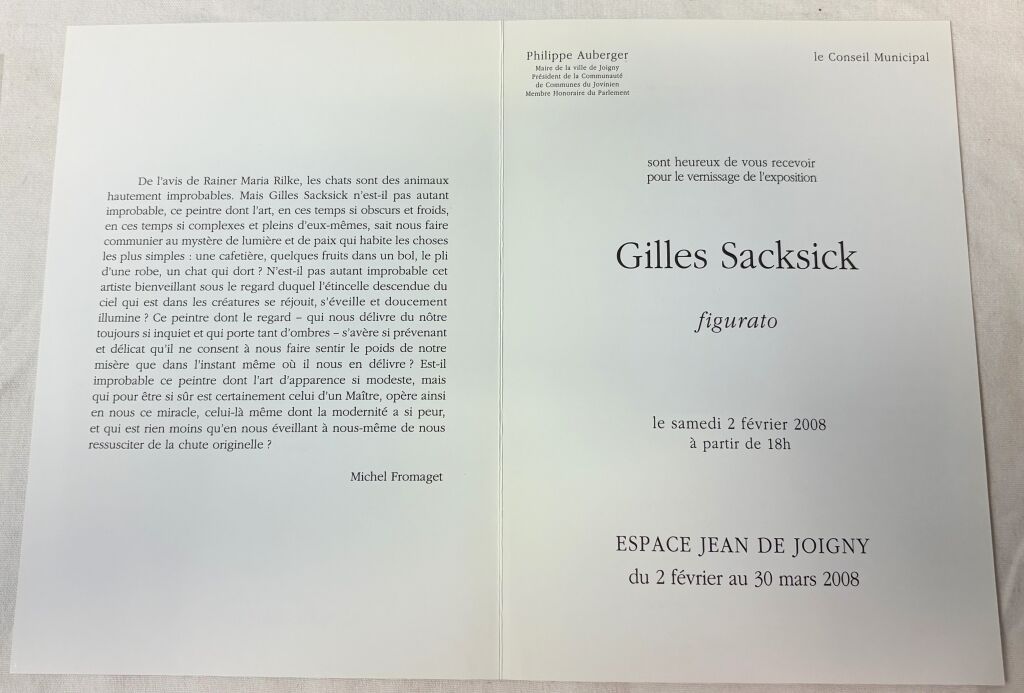 De l'avis de Rainer Maria Rilke, les chats sont des animaux
hautement improbables. Mais Gilles Sacksick n'est-il pas autant
improbable, ce peintre dont l'art, en ces temps si obscurs et froids,
en ces temps si complexes et pleins d'eux-mêmes, sait nous faire
communier au mystère de lumière et de paix qui habite les choses
les plus simples : une cafetière, quelques fruits dans un bol, le pli
d'une robe, un chat qui dort ? N'est-il pas autant improbable cet
artiste bienveillant sous le regard duquel l'étincelle descendue du
ciel qui est dans les créatures se réjouit, s'éveille et doucement
illumine ? Ce peintre dont le regard – qui nous délivre du nôtre
toujours si inquiet et qui porte tant d'ombres – s'avère si prévenant
et délicat qu'il ne consent à nous faire sentir le poids de notre
misère que dans l'instant même où il nous en délivre ? Est-il
improbable ce peintre dont l'art d'apparence si modeste, mais
qui pour être si sûr est certainement celui d'un Maître, opère ainsi
en nous ce miracle, celui-là même dont la modernité a si peur,
et qui est rien moins qu'en nous éveillant à nous-même de nous
ressusciter de la chute originelle ?
Michel Fromaget
Philippe Auberger
Maire de la ville de Joigny
Président de la Communauté
de Communes du Jovinien
Membre Honoraire du Parlement
le Conseil Municipal
sont heureux de vous recevoir
pour le vernissage de l'exposition
Gilles Sacksick
figurato
le samedi 2 février 2008
à partir de 18h
ESPACE JEAN DE JOIGNY
du 2 février au 30 mars 2008